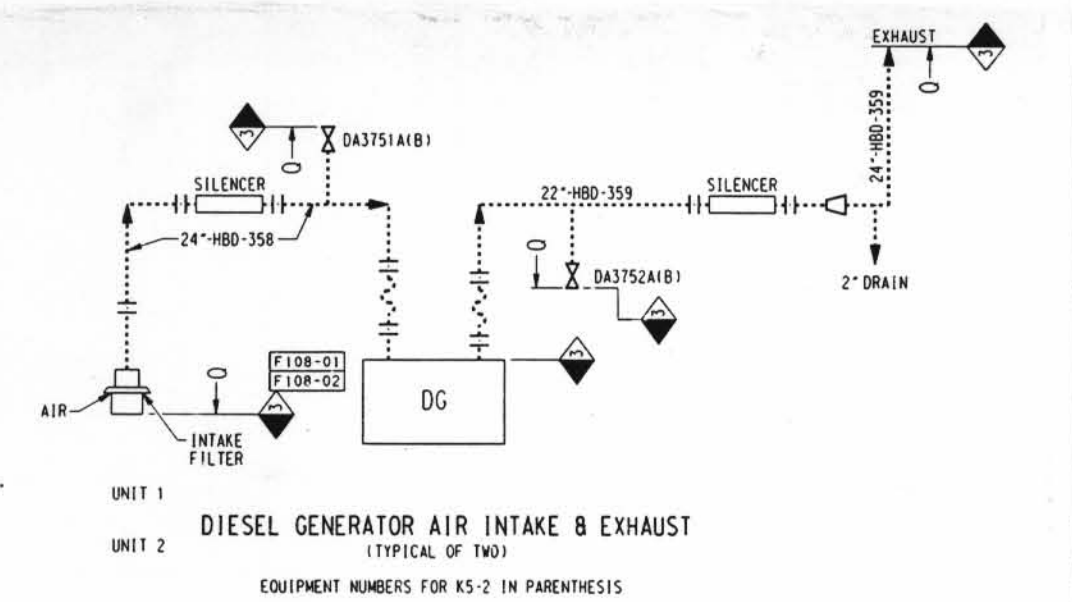 EXHAUST
3
Q
24"-HBD-359
3
Q
DA3751A(B)
SILENCER
24"-HBD-358
22"-HBD-359
SILENCER
Q
DA3752A(B)
3
2" DRAIN
F108-01
F108-02
3
Q
3
DG
AIR
INTAKE
FILTER
UNIT 1
DIESEL GENERATOR AIR INTAKE & EXHAUST
UNIT 2
(TYPICAL OF TWO)
EQUIPMENT NUMBERS FOR K5-2 IN PARENTHESIS